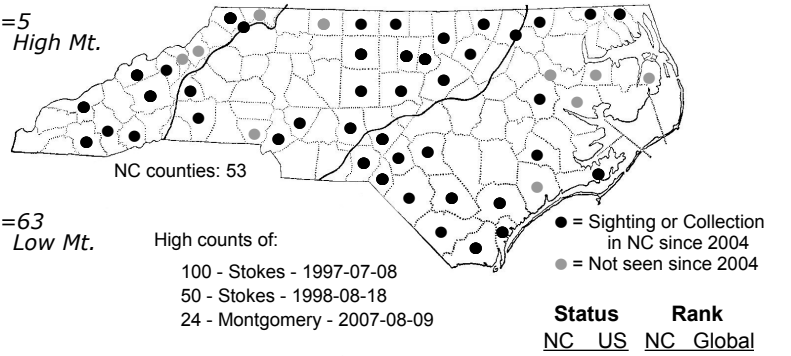 =5
High Mt.
NC counties: 53
=63
Low Mt.
High counts of:
100 - Stokes - 1997-07-08
50 - Stokes - 1998-08-18
24 - Montgomery - 2007-08-09
● = Sighting or Collection
in NC since 2004
● = Not seen since 2004
Status Rank
NC US NC Global